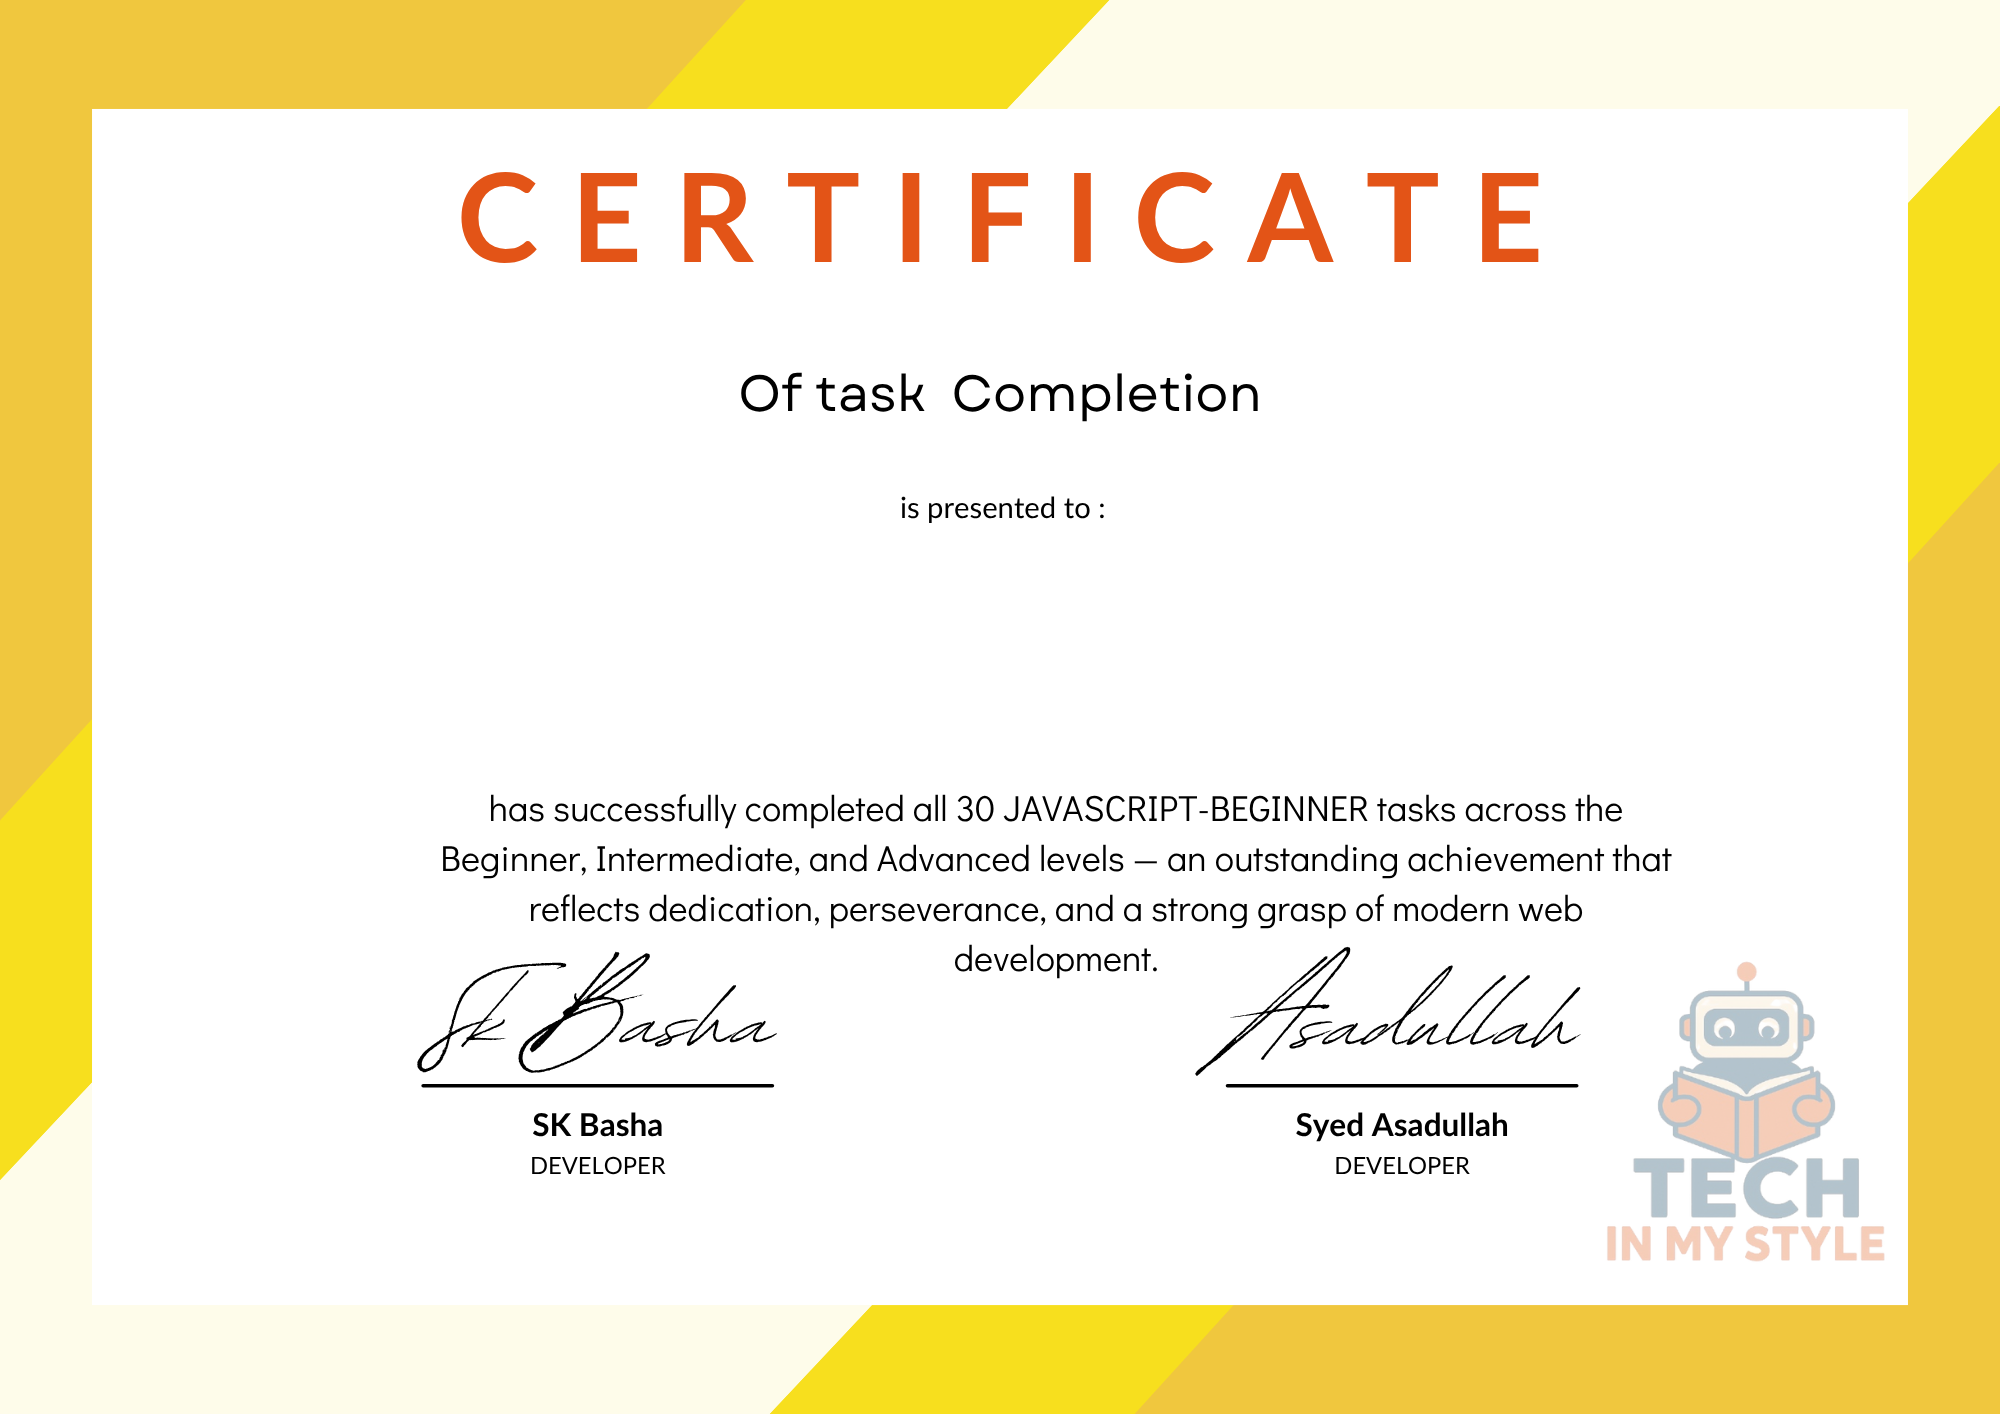 CERTIFICATE
Of task Completion
is presented to :
has successfully completed all 30 JAVASCRIPT-BEGINNER tasks across the
Beginner, Intermediate, and Advanced levels — an outstanding achievement that
reflects dedication, perseverance, and a strong grasp of modern web
development.
Sk Basha
Asadullah
SK Basha
Syed Asadullah
DEVELOPER
DEVELOPER
TECH
IN MY STYLE